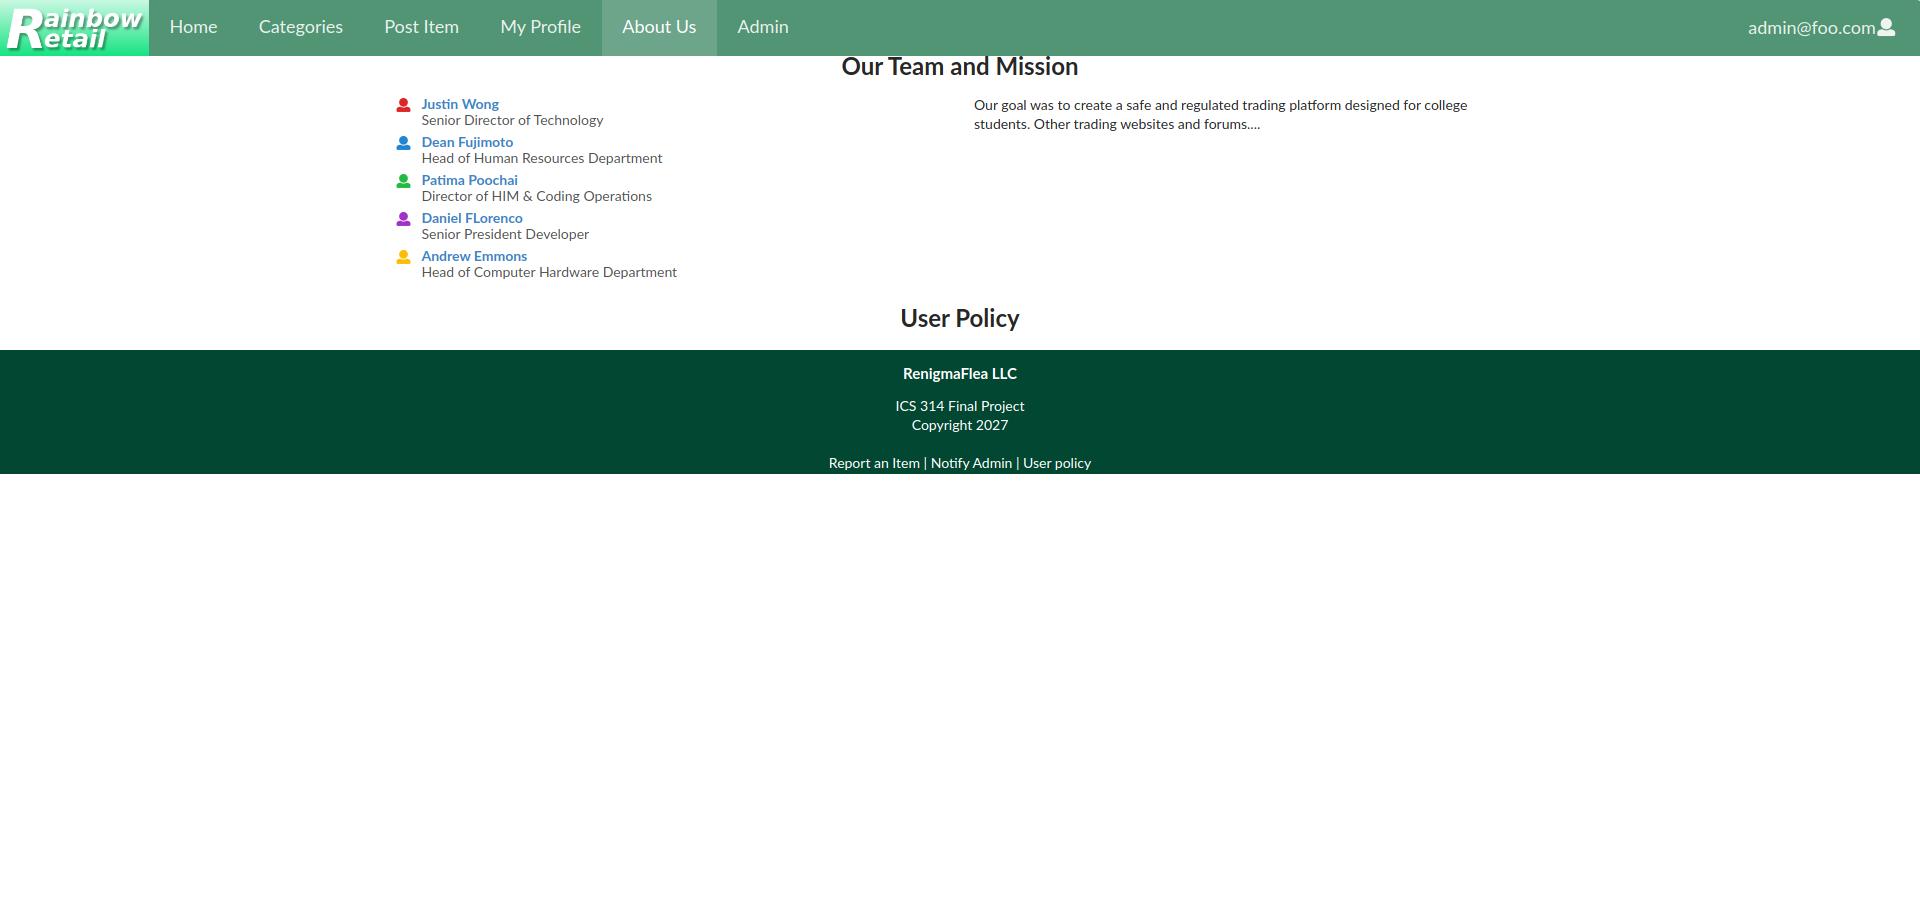 Rainbow
Retail
Home Categories Post Item My Profile About Us Admin admin@foo.com
Our Team and Mission
Justin Wong
Senior Director of Technology
Dean Fujimoto
Head of Human Resources Department
Patima Poochai
Director of HIM & Coding Operations
Daniel FLorenco
Senior President Developer
Andrew Emmons
Head of Computer Hardware Department
Our goal was to create a safe and regulated trading platform designed for college
students. Other trading websites and forums....
User Policy
RenigmaFlea LLC
ICS 314 Final Project
Copyright 2027
Report an Item | Notify Admin | User policy